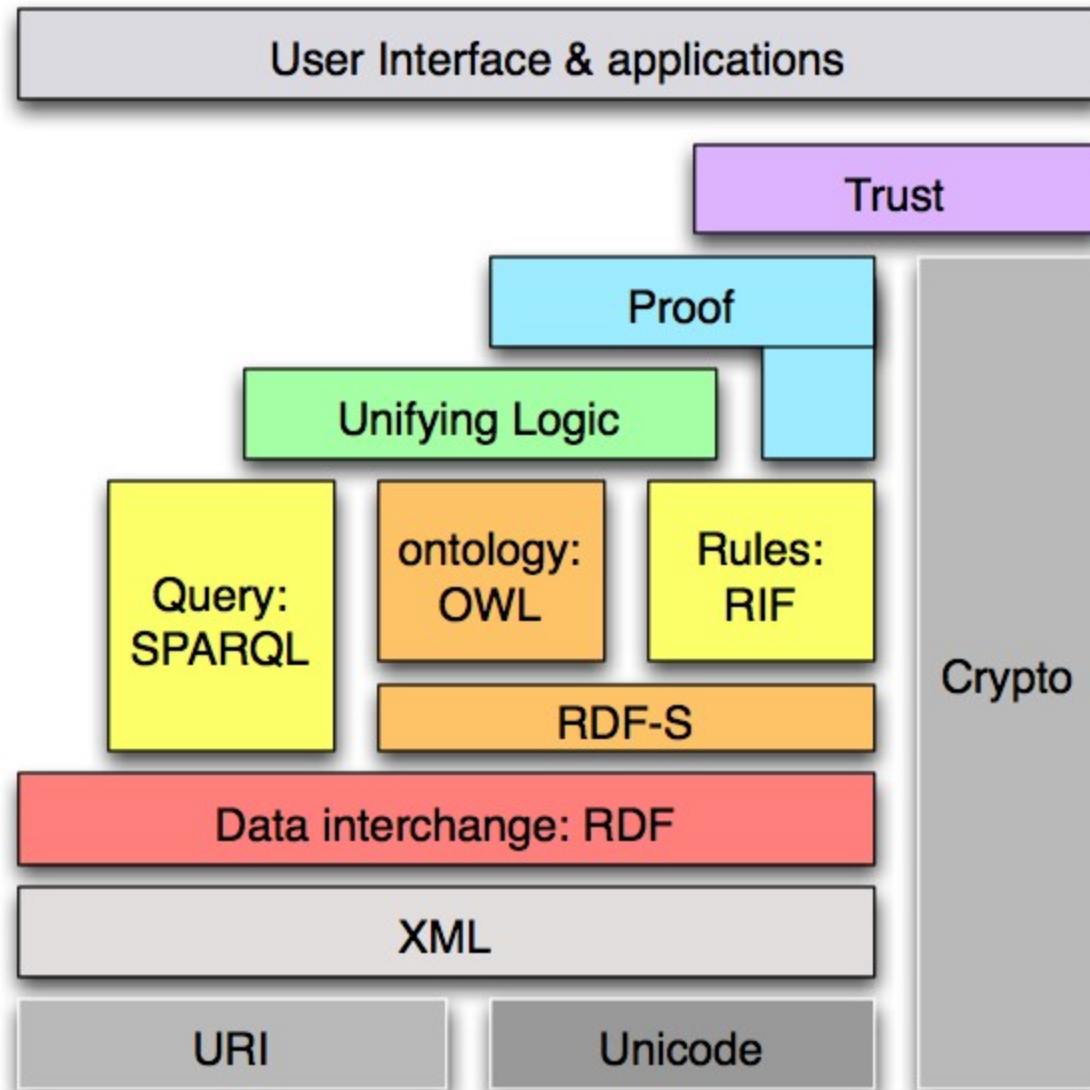 User Interface & applications
Trust
Proof
Unifying Logic
Query:
SPARQL
ontology:
OWL
Rules:
RIF
Crypto
RDF-S
Data interchange: RDF
XML
URI
Unicode